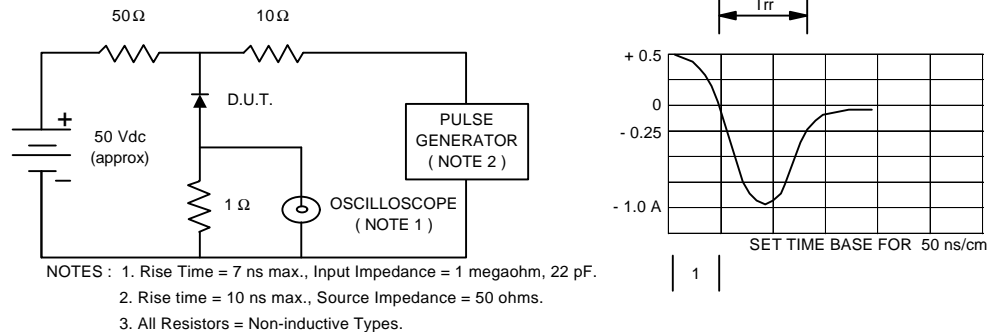 50 Ω
10 Ω
D.U.T.
+
50 Vdc
(approx)
−
1 Ω
OSCILLOSCOPE
( NOTE 1 )
PULSE
GENERATOR
( NOTE 2 )
NOTES : 1. Rise Time = 7 ns max., Input Impedance = 1 megaohm, 22 pF.
2. Rise time = 10 ns max., Source Impedance = 50 ohms.
3. All Resistors = Non-inductive Types.
Trr
+ 0.5
0
- 0.25
- 1.0 A
SET TIME BASE FOR 50 ns/cm
1